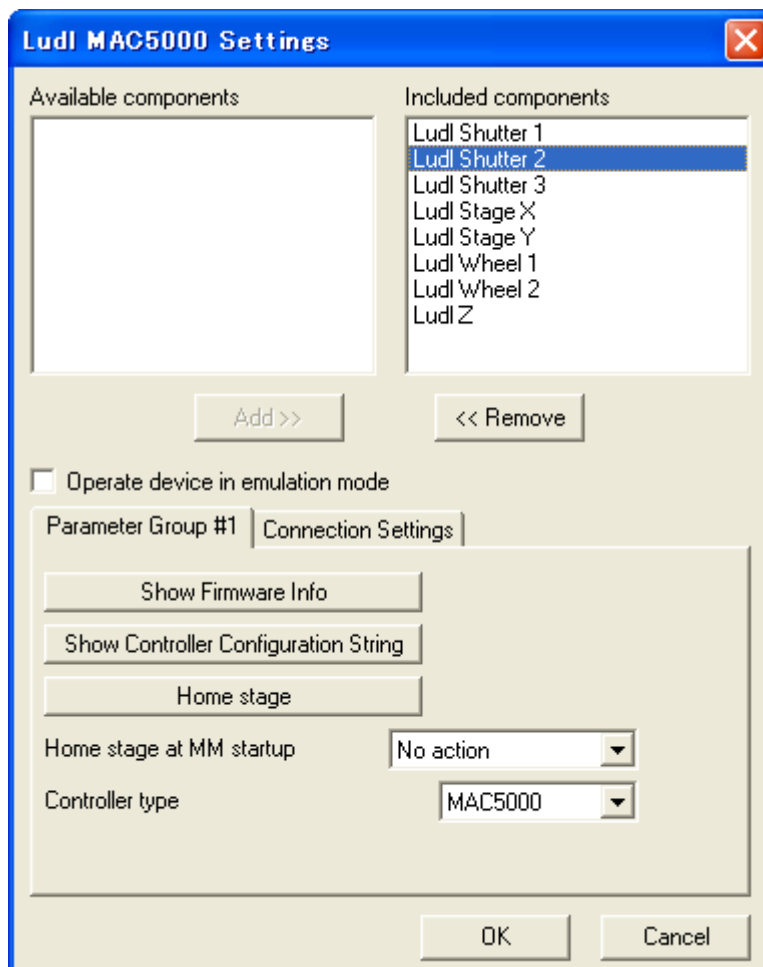 Ludl MAC5000 Settings
Available components
Included components
Ludl Shutter 1
Ludl Shutter 2
Ludl Shutter 3
Ludl Stage X
Ludl Stage Y
Ludl Wheel 1
Ludl Wheel 2
Ludl Z
Add >>
<< Remove
Operate device in emulation mode
Parameter Group #1
Connection Settings
Show Firmware Info
Show Controller Configuration String
Home stage
Home stage at MM startup
No action
Controller type
MAC5000
OK
Cancel